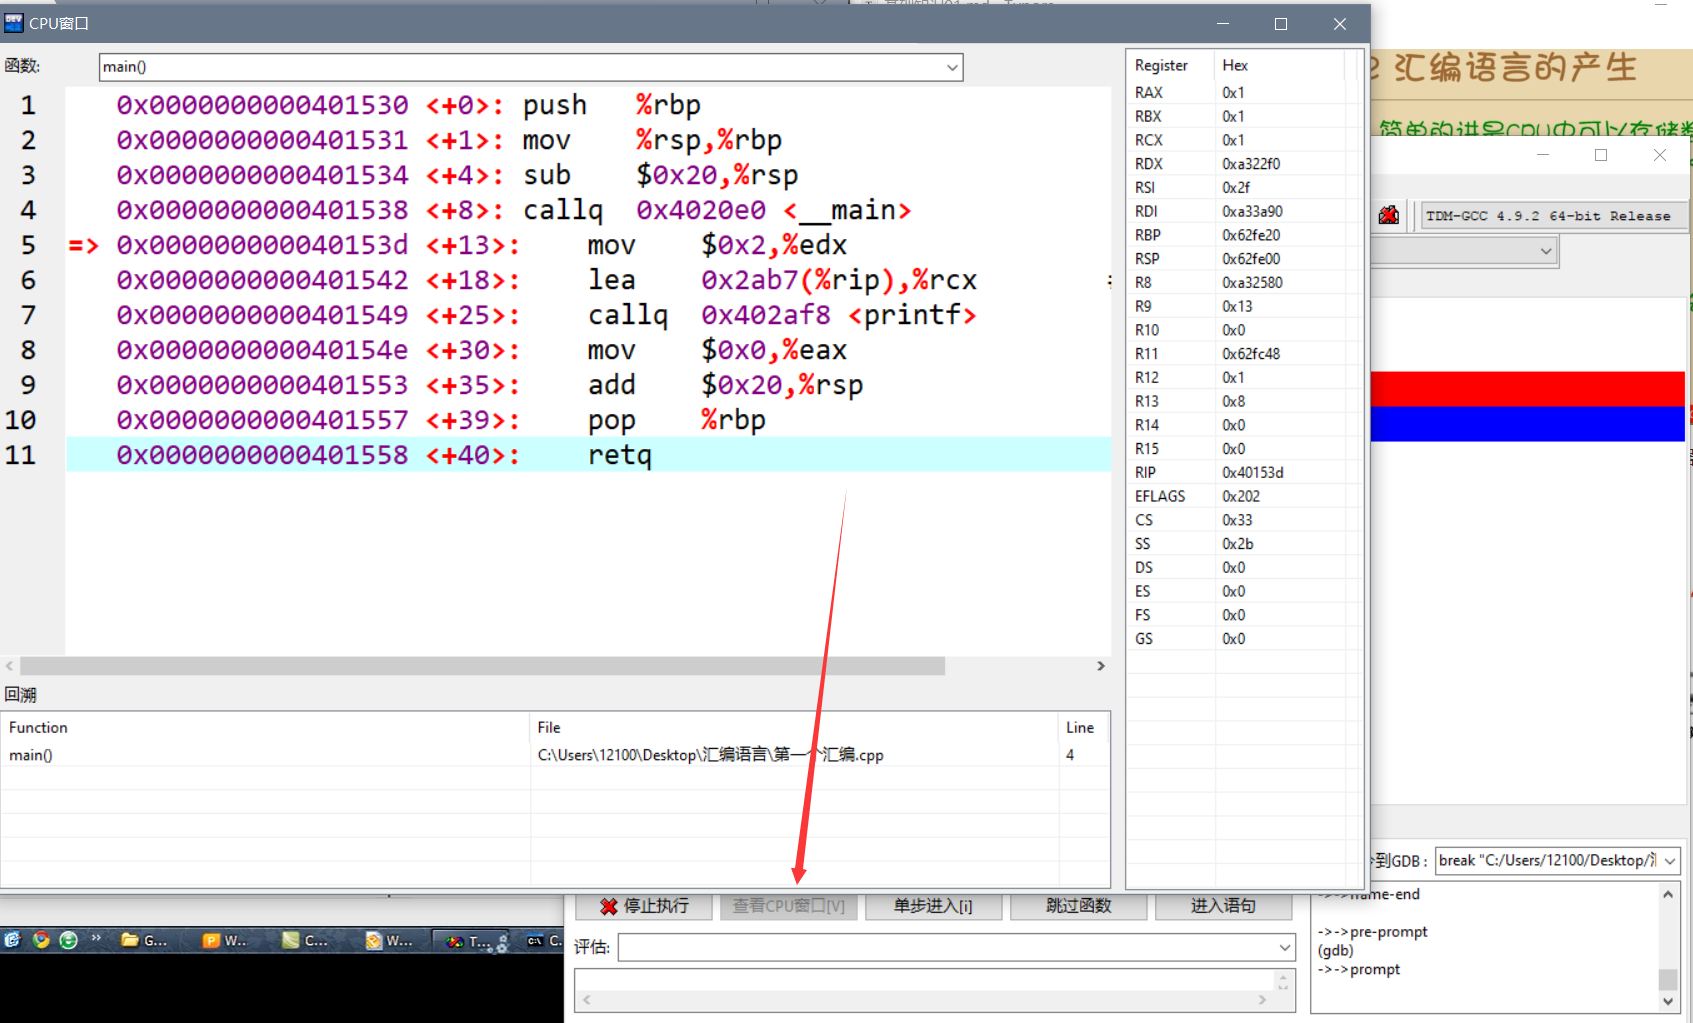 CPU窗口
函数:
main()
1 0x0000000000401530 <+0>: push %rbp
2 0x0000000000401531 <+1>: mov %rsp,%rbp
3 0x0000000000401534 <+4>: sub $0x20,%rsp
4 0x0000000000401538 <+8>: callq 0x4020e0 <__main>
5 => 0x000000000040153d <+13>: mov $0x2,%edx
6 0x0000000000401542 <+18>: lea 0x2ab7(%rip),%rcx
7 0x0000000000401549 <+25>: callq 0x402af8 <printf>
8 0x000000000040154e <+30>: mov $0x0,%eax
9 0x0000000000401553 <+35>: add $0x20,%rsp
10 0x0000000000401557 <+39>: pop %rbp
11 0x0000000000401558 <+40>: retq
Register Hex
RAX 0x1
RBX 0x1
RCX 0x1
RDX 0xa322f0
RSI 0x2f
RDI 0xa33a90
RBP 0x62fe20
RSP 0x62fe00
R8 0xa32580
R9 0x13
R10 0x0
R11 0x62fc48
R12 0x1
R13 0x8
R14 0x0
R15 0x0
RIP 0x40153d
EFLAGS 0x202
CS 0x33
SS 0x2b
DS 0x0
ES 0x0
FS 0x0
GS 0x0
回溯
Function File Line
main() C:\Users\12100\Desktop\汇编语言\第一个汇编.cpp 4
汇编语言的产生
简单的讲是CPU中可以存储
TDM-GCC 4.9.2 64-bit Release
到GDB: break "C:/Users/12100/Desktop/
->->frame-end
->->pre-prompt
(gdb)
->->prompt
停止执行 查看CPU窗口[V] 单步进入[i] 跳过函数 进入语句
评估:
G... W... C... W... T... C.